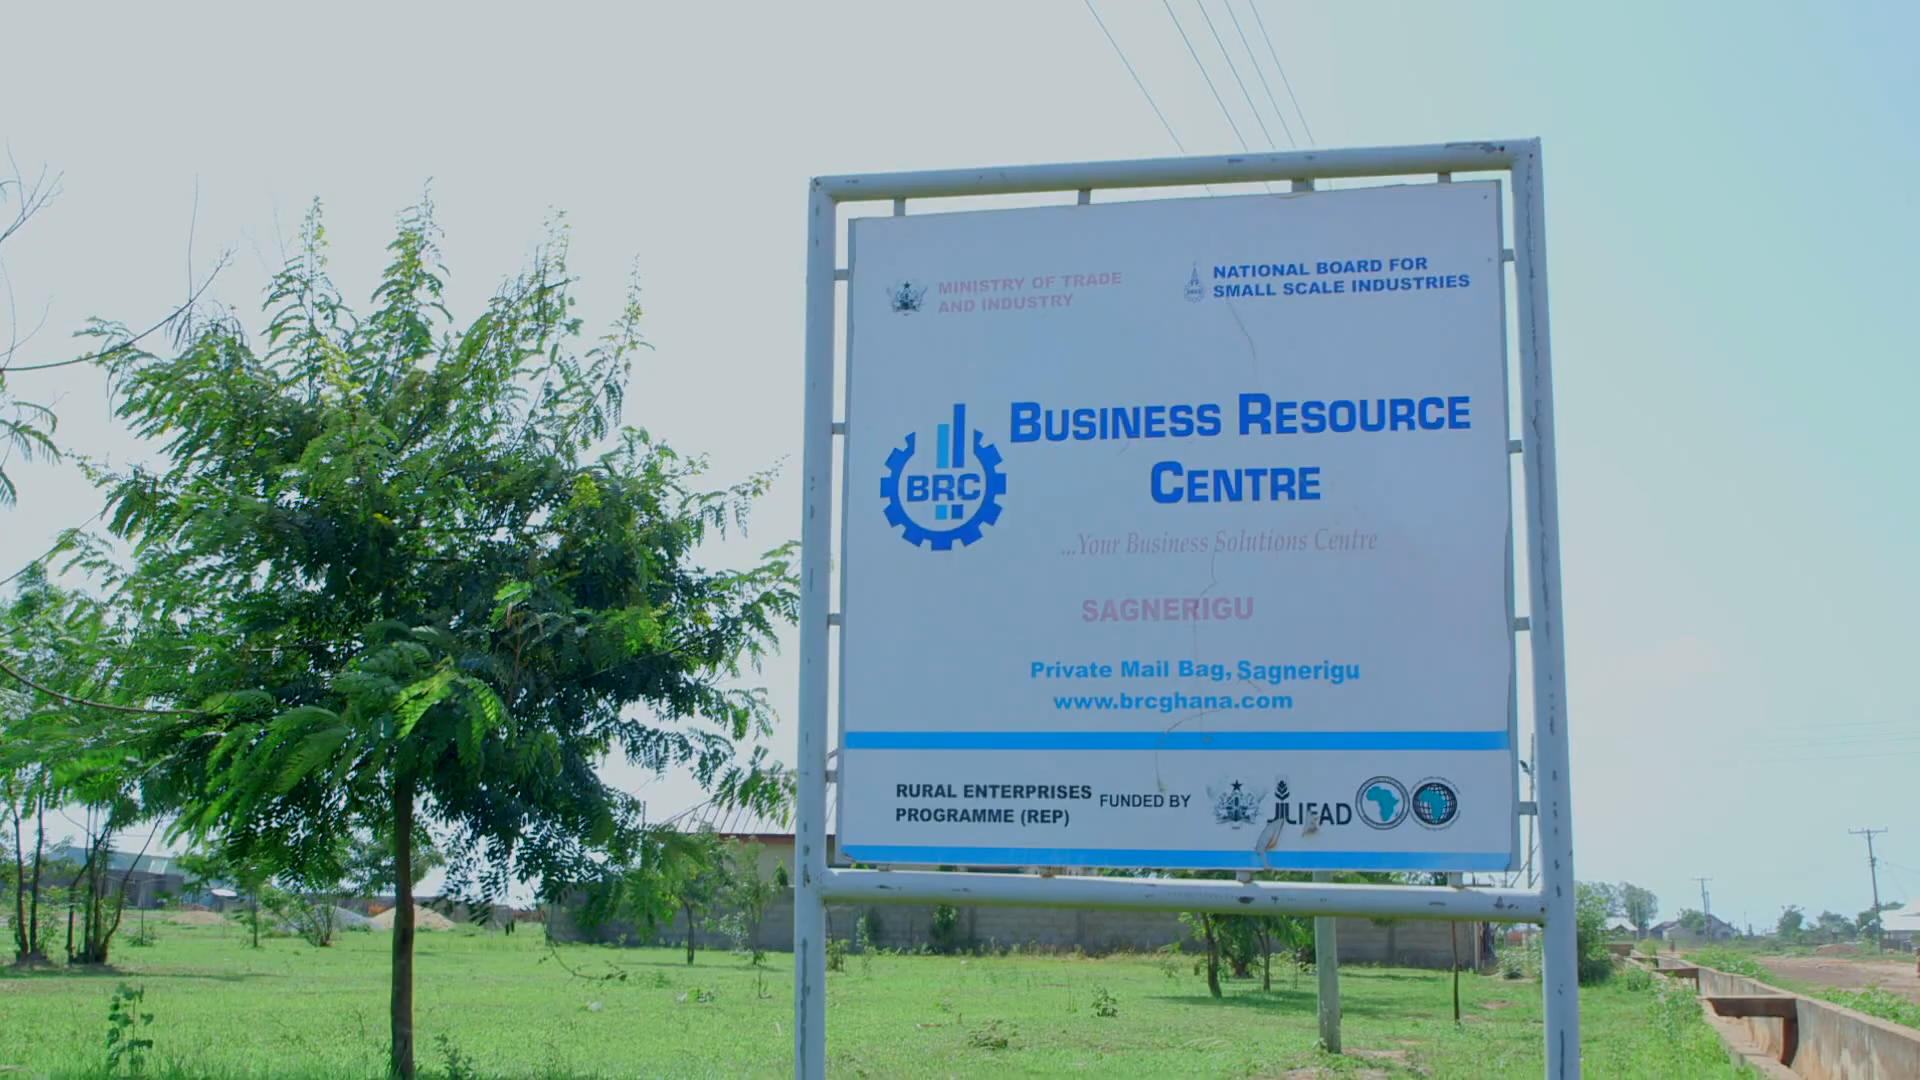 MINISTRY OF TRADE
AND INDUSTRY
NATIONAL BOARD FOR
SMALL SCALE INDUSTRIES
BRC
BUSINESS RESOURCE
CENTRE
...Your Business Solutions Centre
SAGNERIGU
Private Mail Bag, Sagnerigu
www.brcghana.com
RURAL ENTERPRISES
PROGRAMME (REP)
FUNDED BY
IFAD